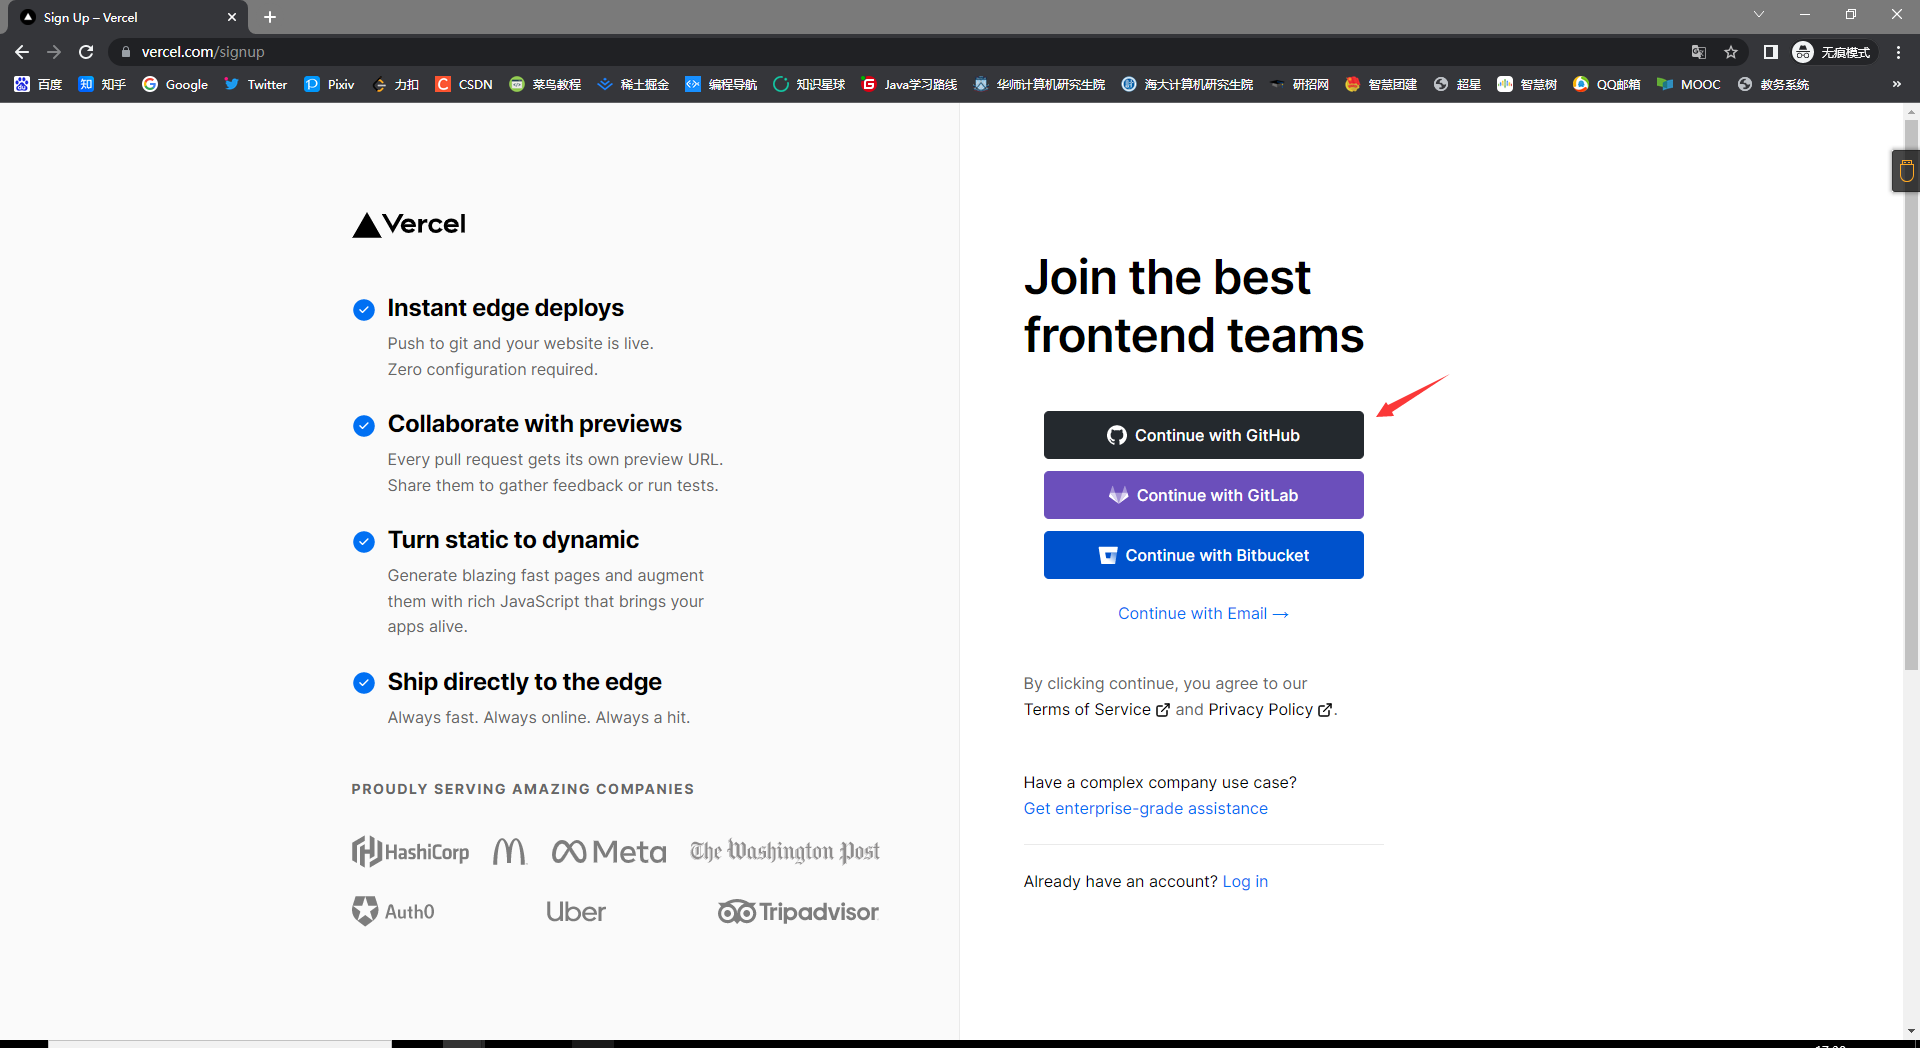 Sign Up – Vercel
vercel.com/signup
无痕模式
百度 知乎 Google Twitter Pixiv 力扣 CSDN 菜鸟教程 稀土掘金 编程导航 知识星球 Java学习路线 华师计算机研究生院 海大计算机研究生院 研招网 智慧团建 超星 智慧树 QQ邮箱 MOOC 教务系统 »
Vercel
Instant edge deploys
Push to git and your website is live.
Zero configuration required.
Collaborate with previews
Every pull request gets its own preview URL.
Share them to gather feedback or run tests.
Turn static to dynamic
Generate blazing fast pages and augment
them with rich JavaScript that brings your
apps alive.
Ship directly to the edge
Always fast. Always online. Always a hit.
PROUDLY SERVING AMAZING COMPANIES
HashiCorp Meta The Washington Post
Auth0 Uber Tripadvisor
Join the best
frontend teams
Continue with GitHub
Continue with GitLab
Continue with Bitbucket
Continue with Email →
By clicking continue, you agree to our
Terms of Service and Privacy Policy.
Have a complex company use case?
Get enterprise-grade assistance
Already have an account? Log in